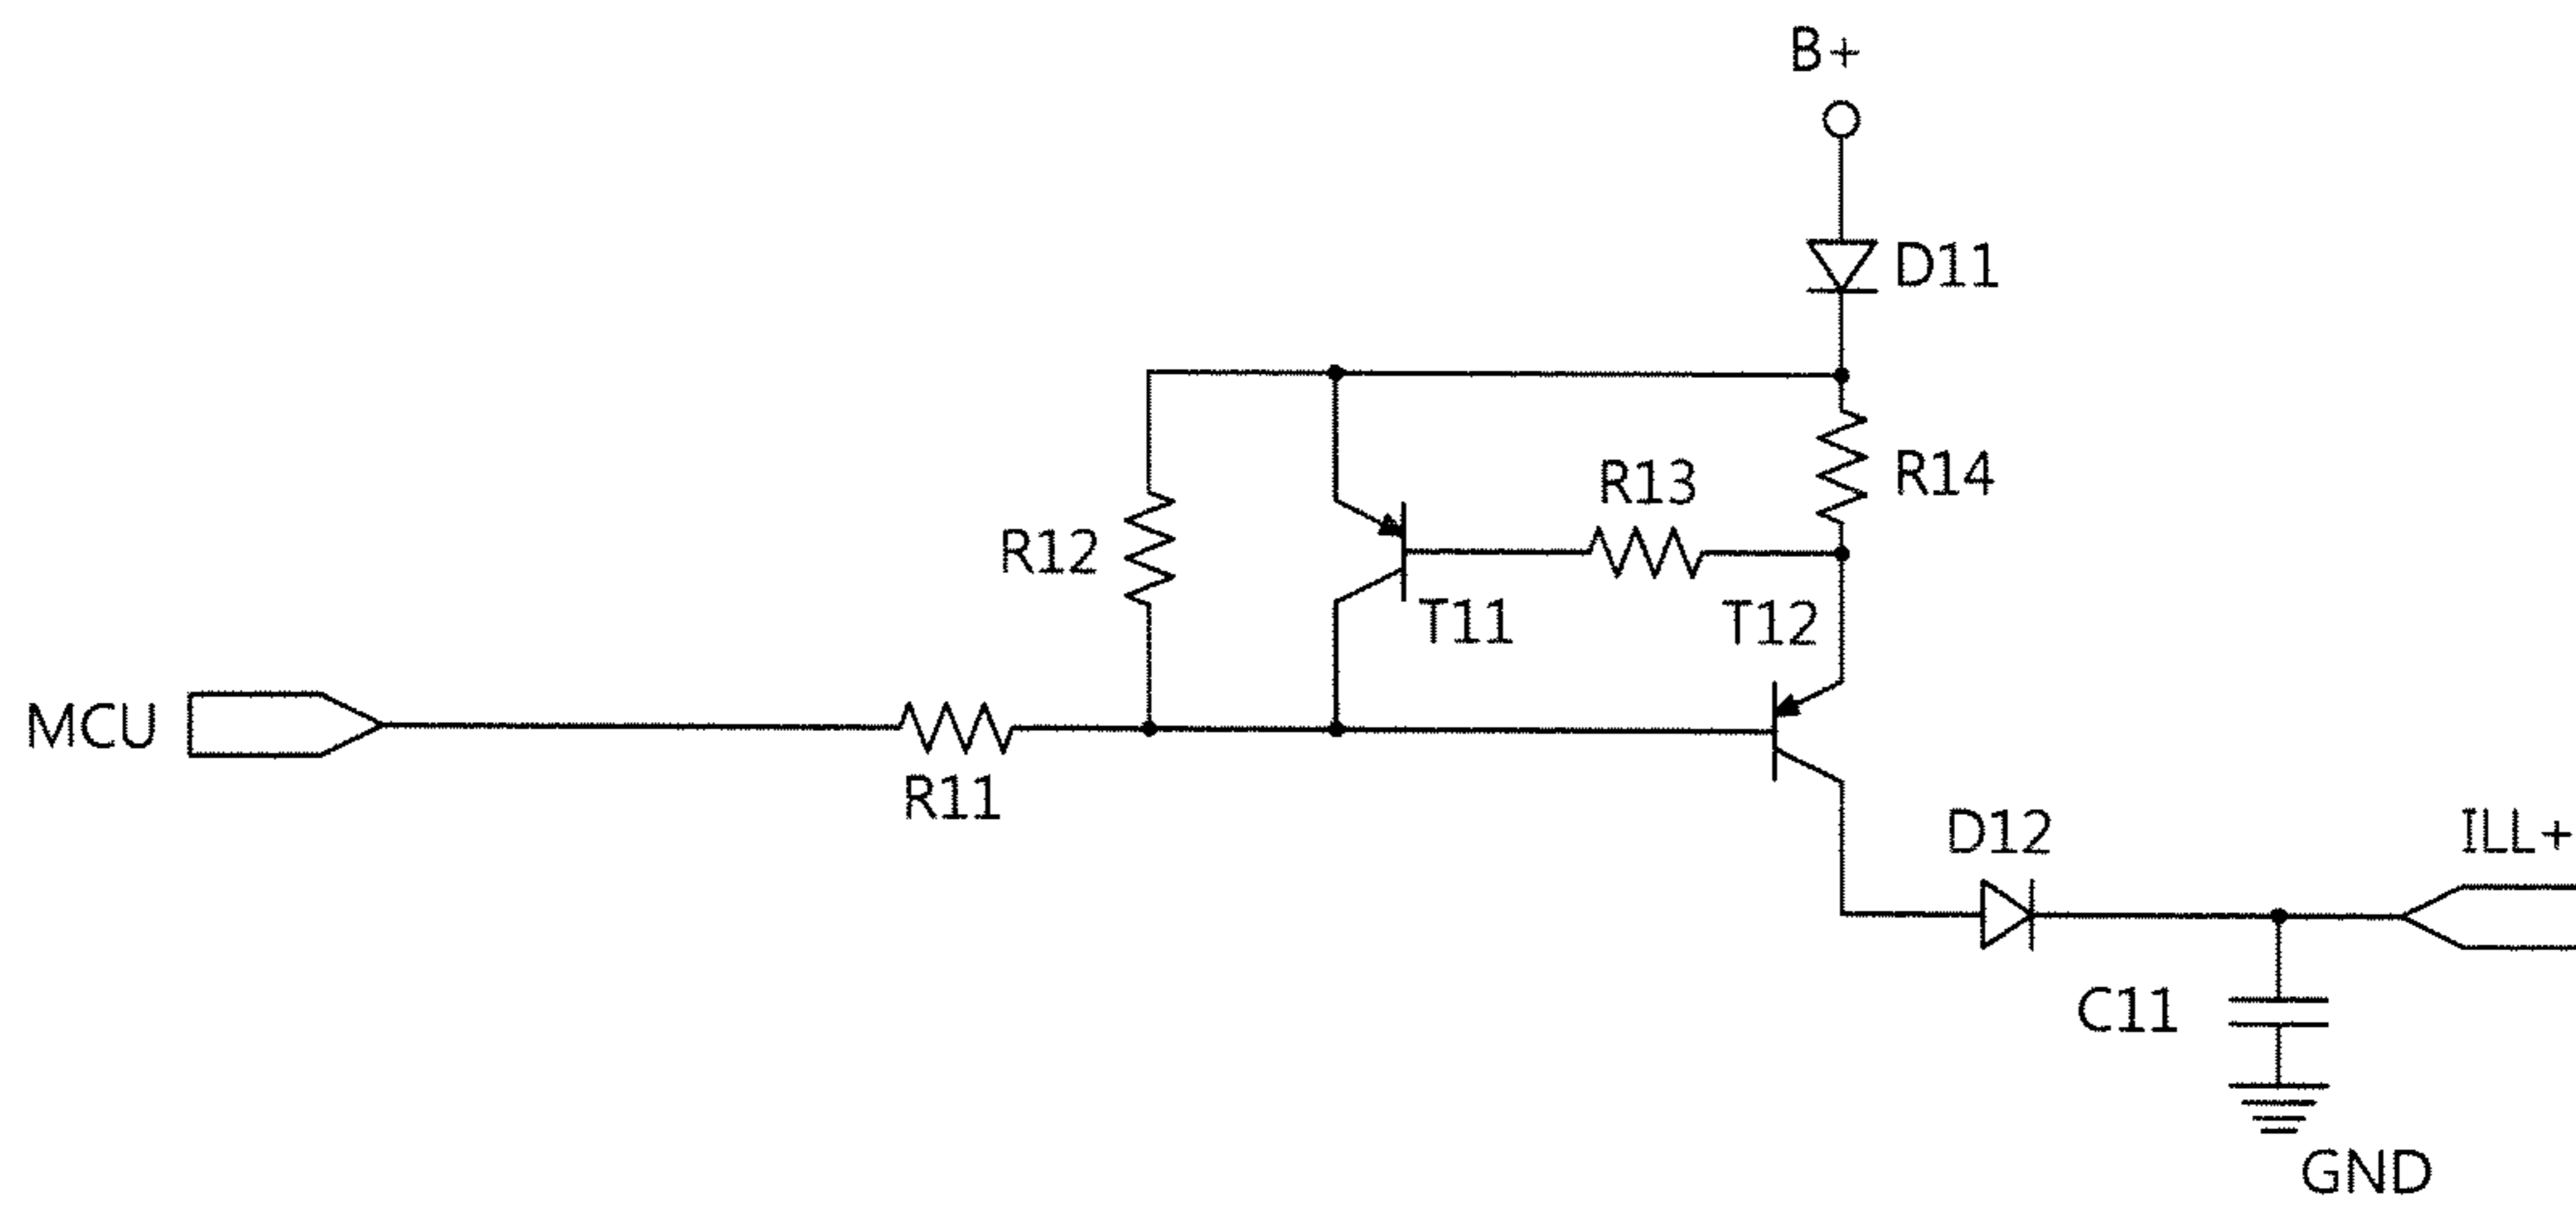 B+
D11
R14
R13
R12
T11
T12
MCU
R11
D12
ILL+
C11
GND